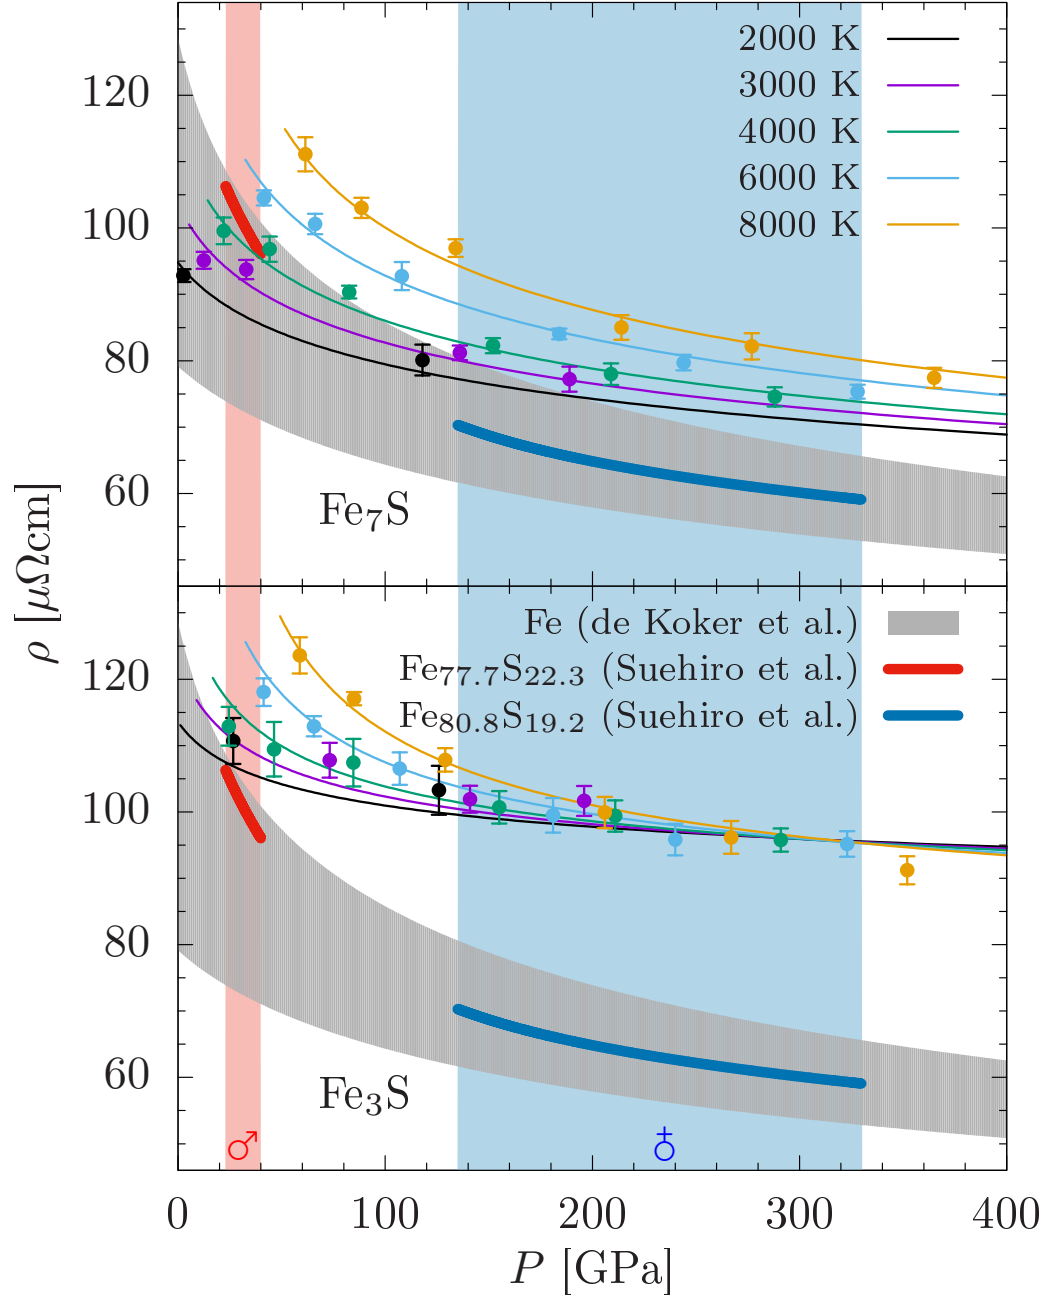 2000 K
3000 K
4000 K
6000 K
8000 K
120
100
80
60
Fe₇S
ρ [μΩcm]
Fe (de Koker et al.)
Fe₇₇.₇S₂₂.₃ (Suehiro et al.)
Fe₈₀.₈S₁₉.₂ (Suehiro et al.)
120
100
80
60
Fe₃S
♂
♁
0 100 200 300 400
P [GPa]